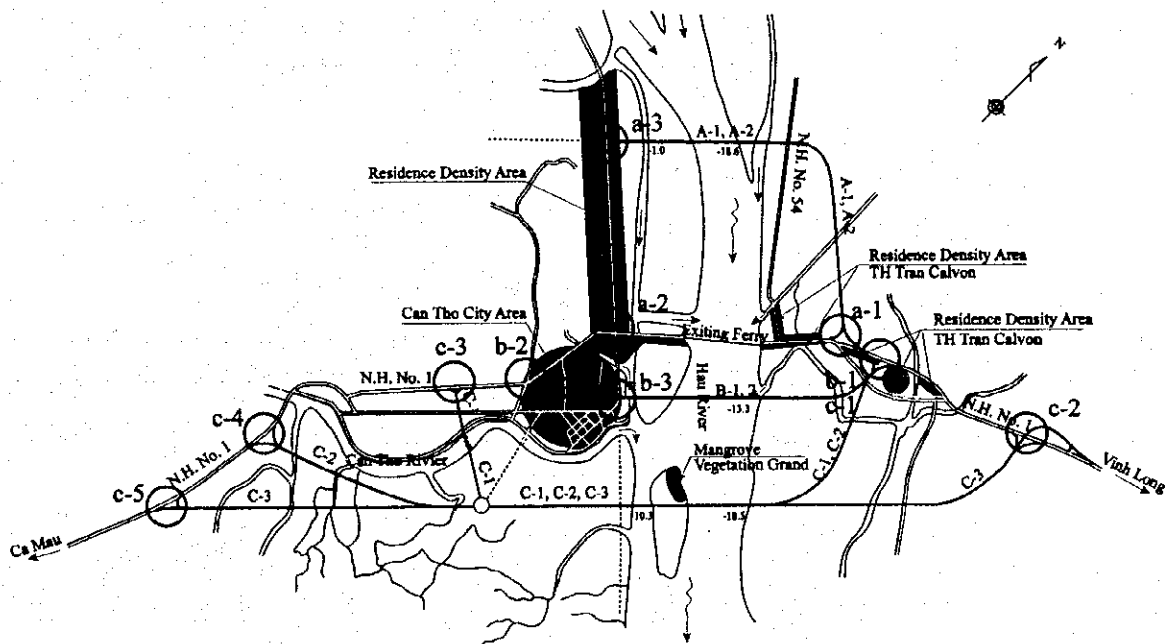 N
a-3
A-1, A-2
-1.0
-18.6
N.H. No. 54
Residence Density Area
A-1, A-2
Residence Density Area
TH Tran Calvon
a-2
a-1
Can Tho City Area
Exiting Ferry
Residence Density Area
TH Tran Calvon
c-3
b-2
N.H. No. 1
b-3
Hau River
B-1, 2
-13.3
b-1
c-1
N.H. No. 1
c-2
c-4
Can Tho Rivier
C-2
C-1
Mangrove
Vegetation Grand
C-1, C-2
Vinh Long
N.H. No. 1
c-5
C-3
C-1, C-2, C-3
-19.3
-18.5
C-3
Ca Mau